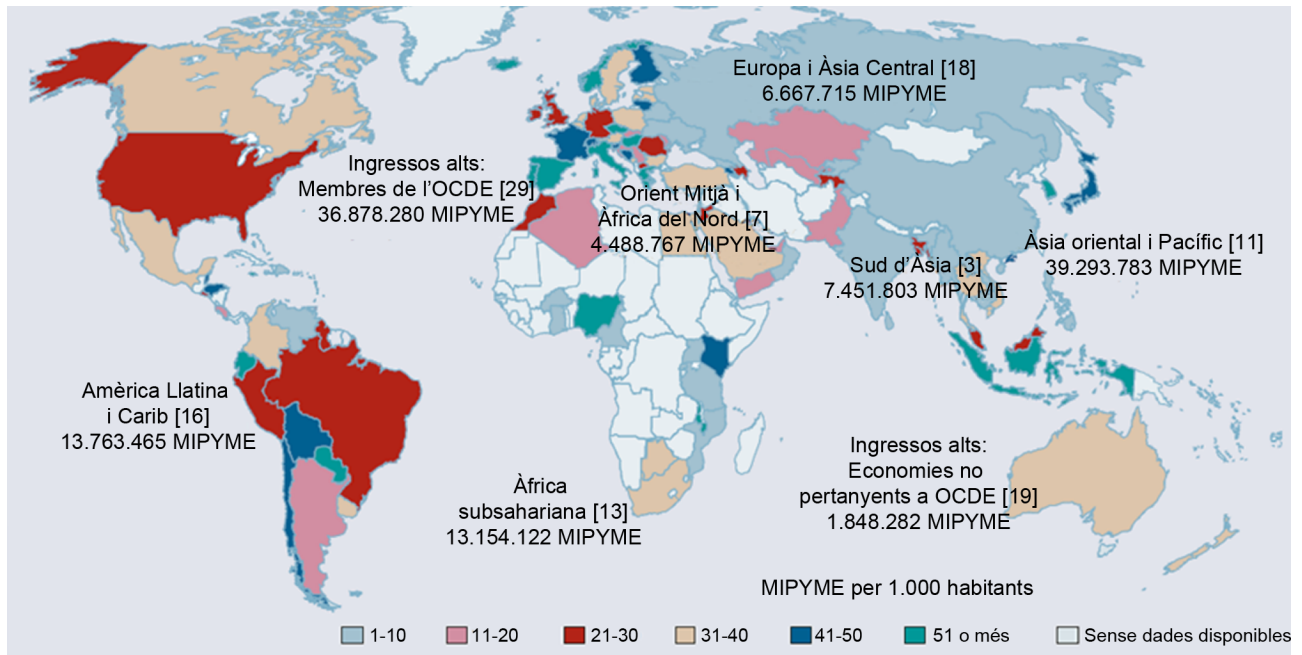 Europa i Àsia Central [18]
6.667.715 MIPYME
Ingressos alts:
Membres de l’OCDE [29]
36.878.280 MIPYME
Orient Mitjà i
Àfrica del Nord [7]
4.488.767 MIPYME
Àsia oriental i Pacífic [11]
39.293.783 MIPYME
Sud d’Àsia [3]
7.451.803 MIPYME
Amèrica Llatina
i Carib [16]
13.763.465 MIPYME
Ingressos alts:
Economies no
pertanyents a OCDE [19]
1.848.282 MIPYME
Àfrica
subsahariana [13]
13.154.122 MIPYME
MIPYME per 1.000 habitants
1-10
11-20
21-30
31-40
41-50
51 o més
Sense dades disponibles